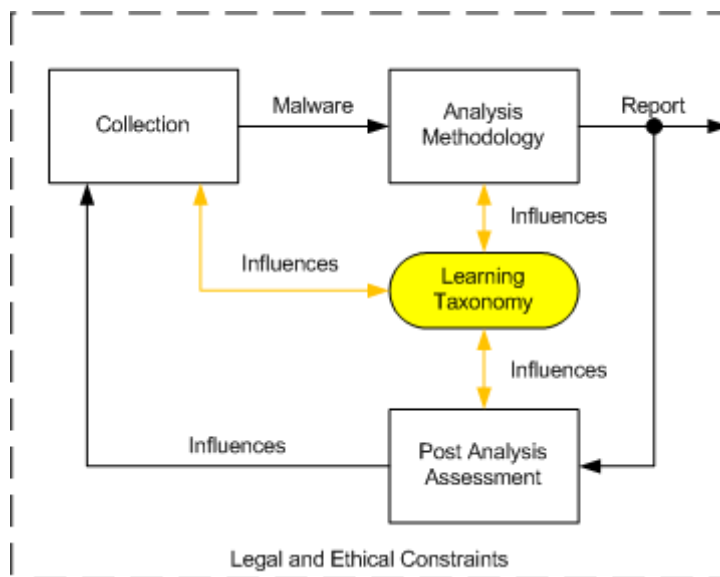 Collection
Malware
Analysis
Methodology
Report
Influences
Influences
Learning
Taxonomy
Influences
Influences
Post Analysis
Assessment
Legal and Ethical Constraints